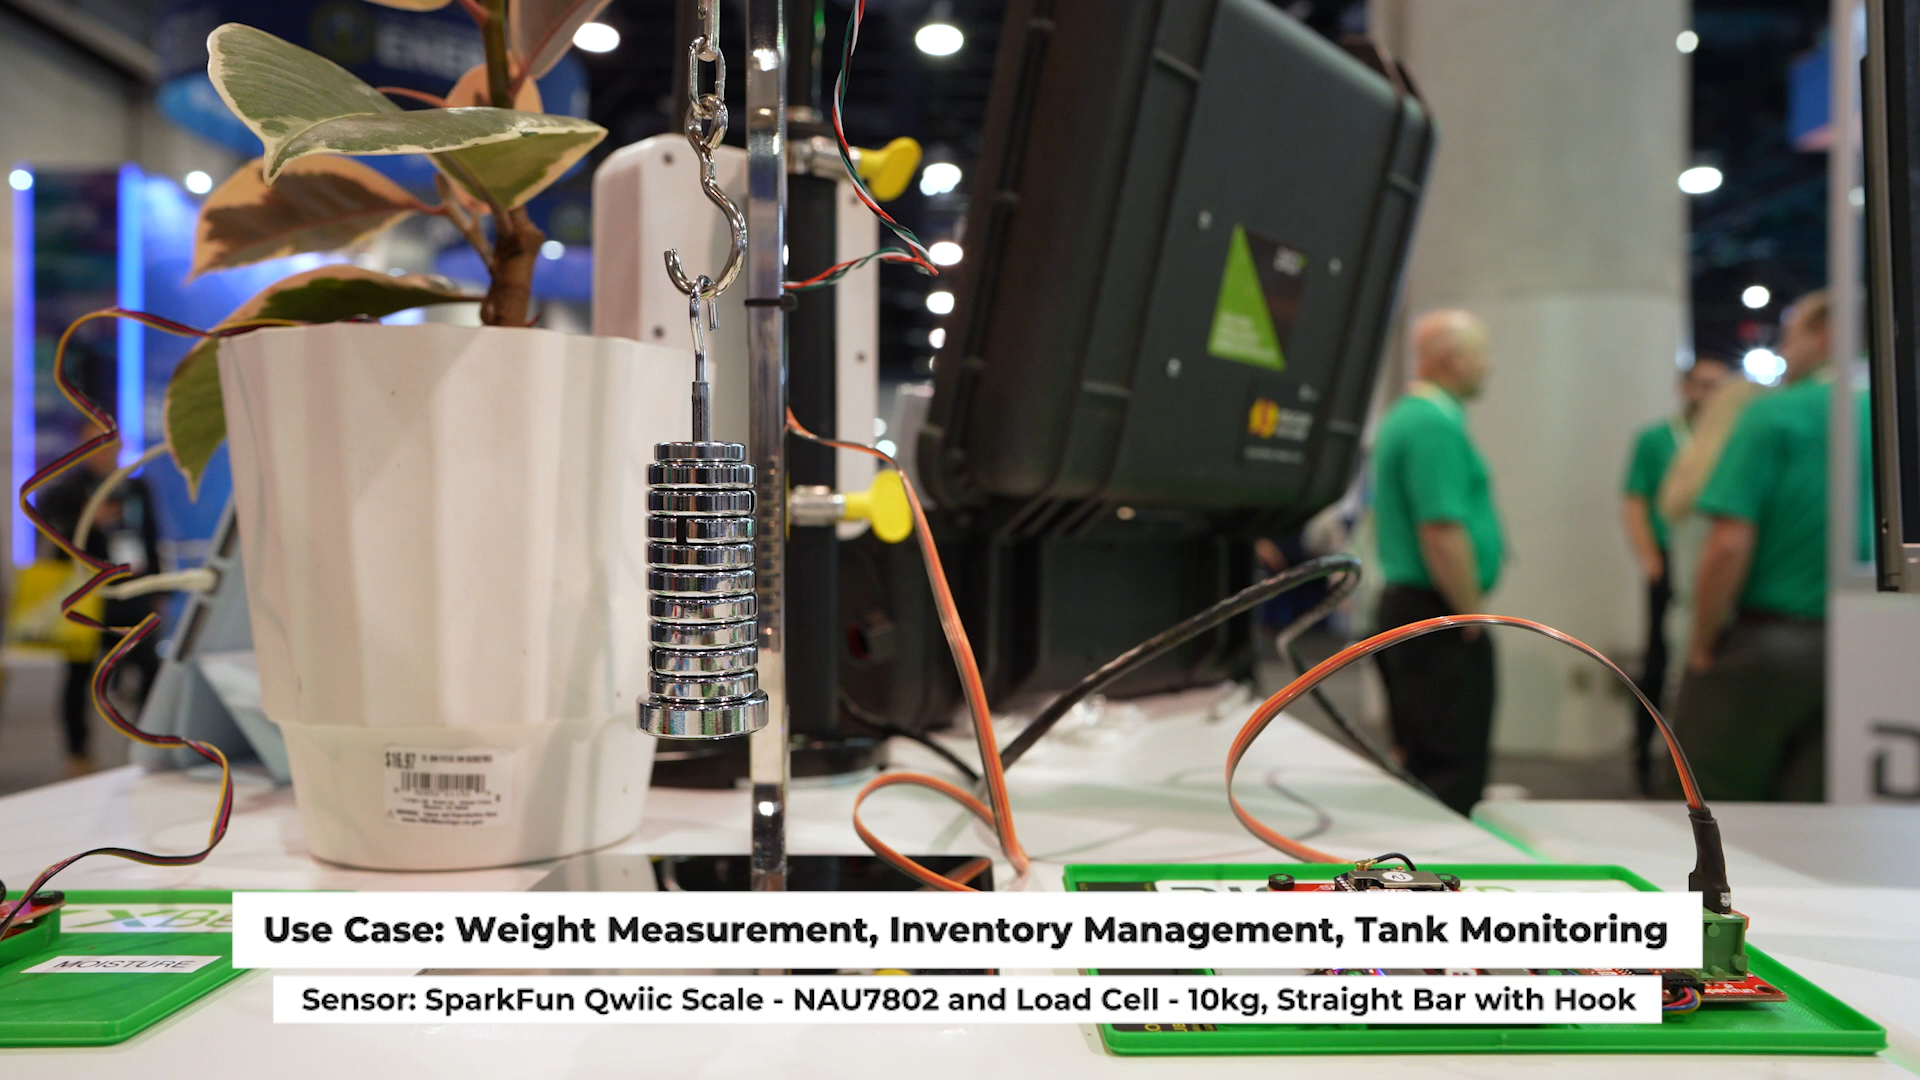 ENER
$16.97
MOISTURE
Use Case: Weight Measurement, Inventory Management, Tank Monitoring
Sensor: SparkFun Qwiic Scale - NAU7802 and Load Cell - 10kg, Straight Bar with Hook